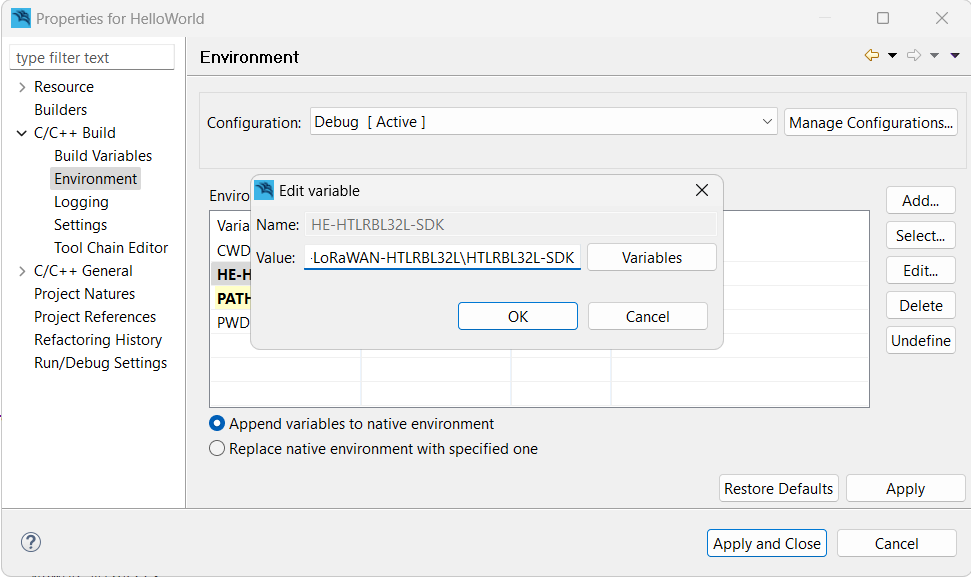 Properties for HelloWorld
type filter text
Resource
Builders
C/C++ Build
Build Variables
Environment
Logging
Settings
Tool Chain Editor
C/C++ General
Project Natures
Project References
Refactoring History
Run/Debug Settings
Environment
Configuration:
Debug [ Active ]
Manage Configurations...
Enviro
Varia
CWD
HE-H
PATH
PWD
Edit variable
Name:
HE-HTLRBL32L-SDK
Value:
LoRaWAN-HTLRBL32L\HTLRBL32L-SDK
Variables
OK
Cancel
Add...
Select...
Edit...
Delete
Undefine
Append variables to native environment
Replace native environment with specified one
Restore Defaults
Apply
?
Apply and Close
Cancel